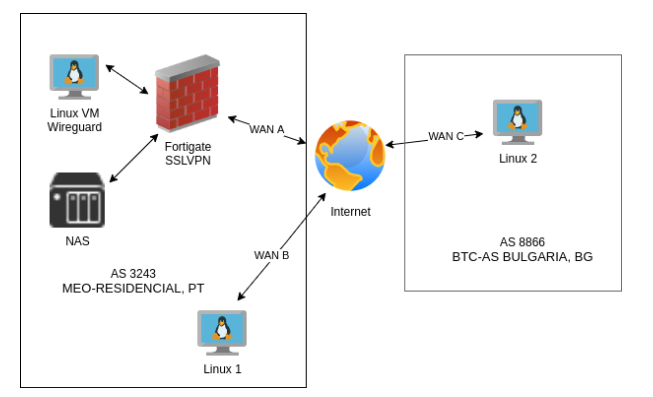 Linux VM
Wireguard
Fortigate
SSLVPN
WAN A
WAN C
Linux 2
Internet
NAS
WAN B
AS 3243
MEO-RESIDENCIAL, PT
AS 8866
BTC-AS BULGARIA, BG
Linux 1